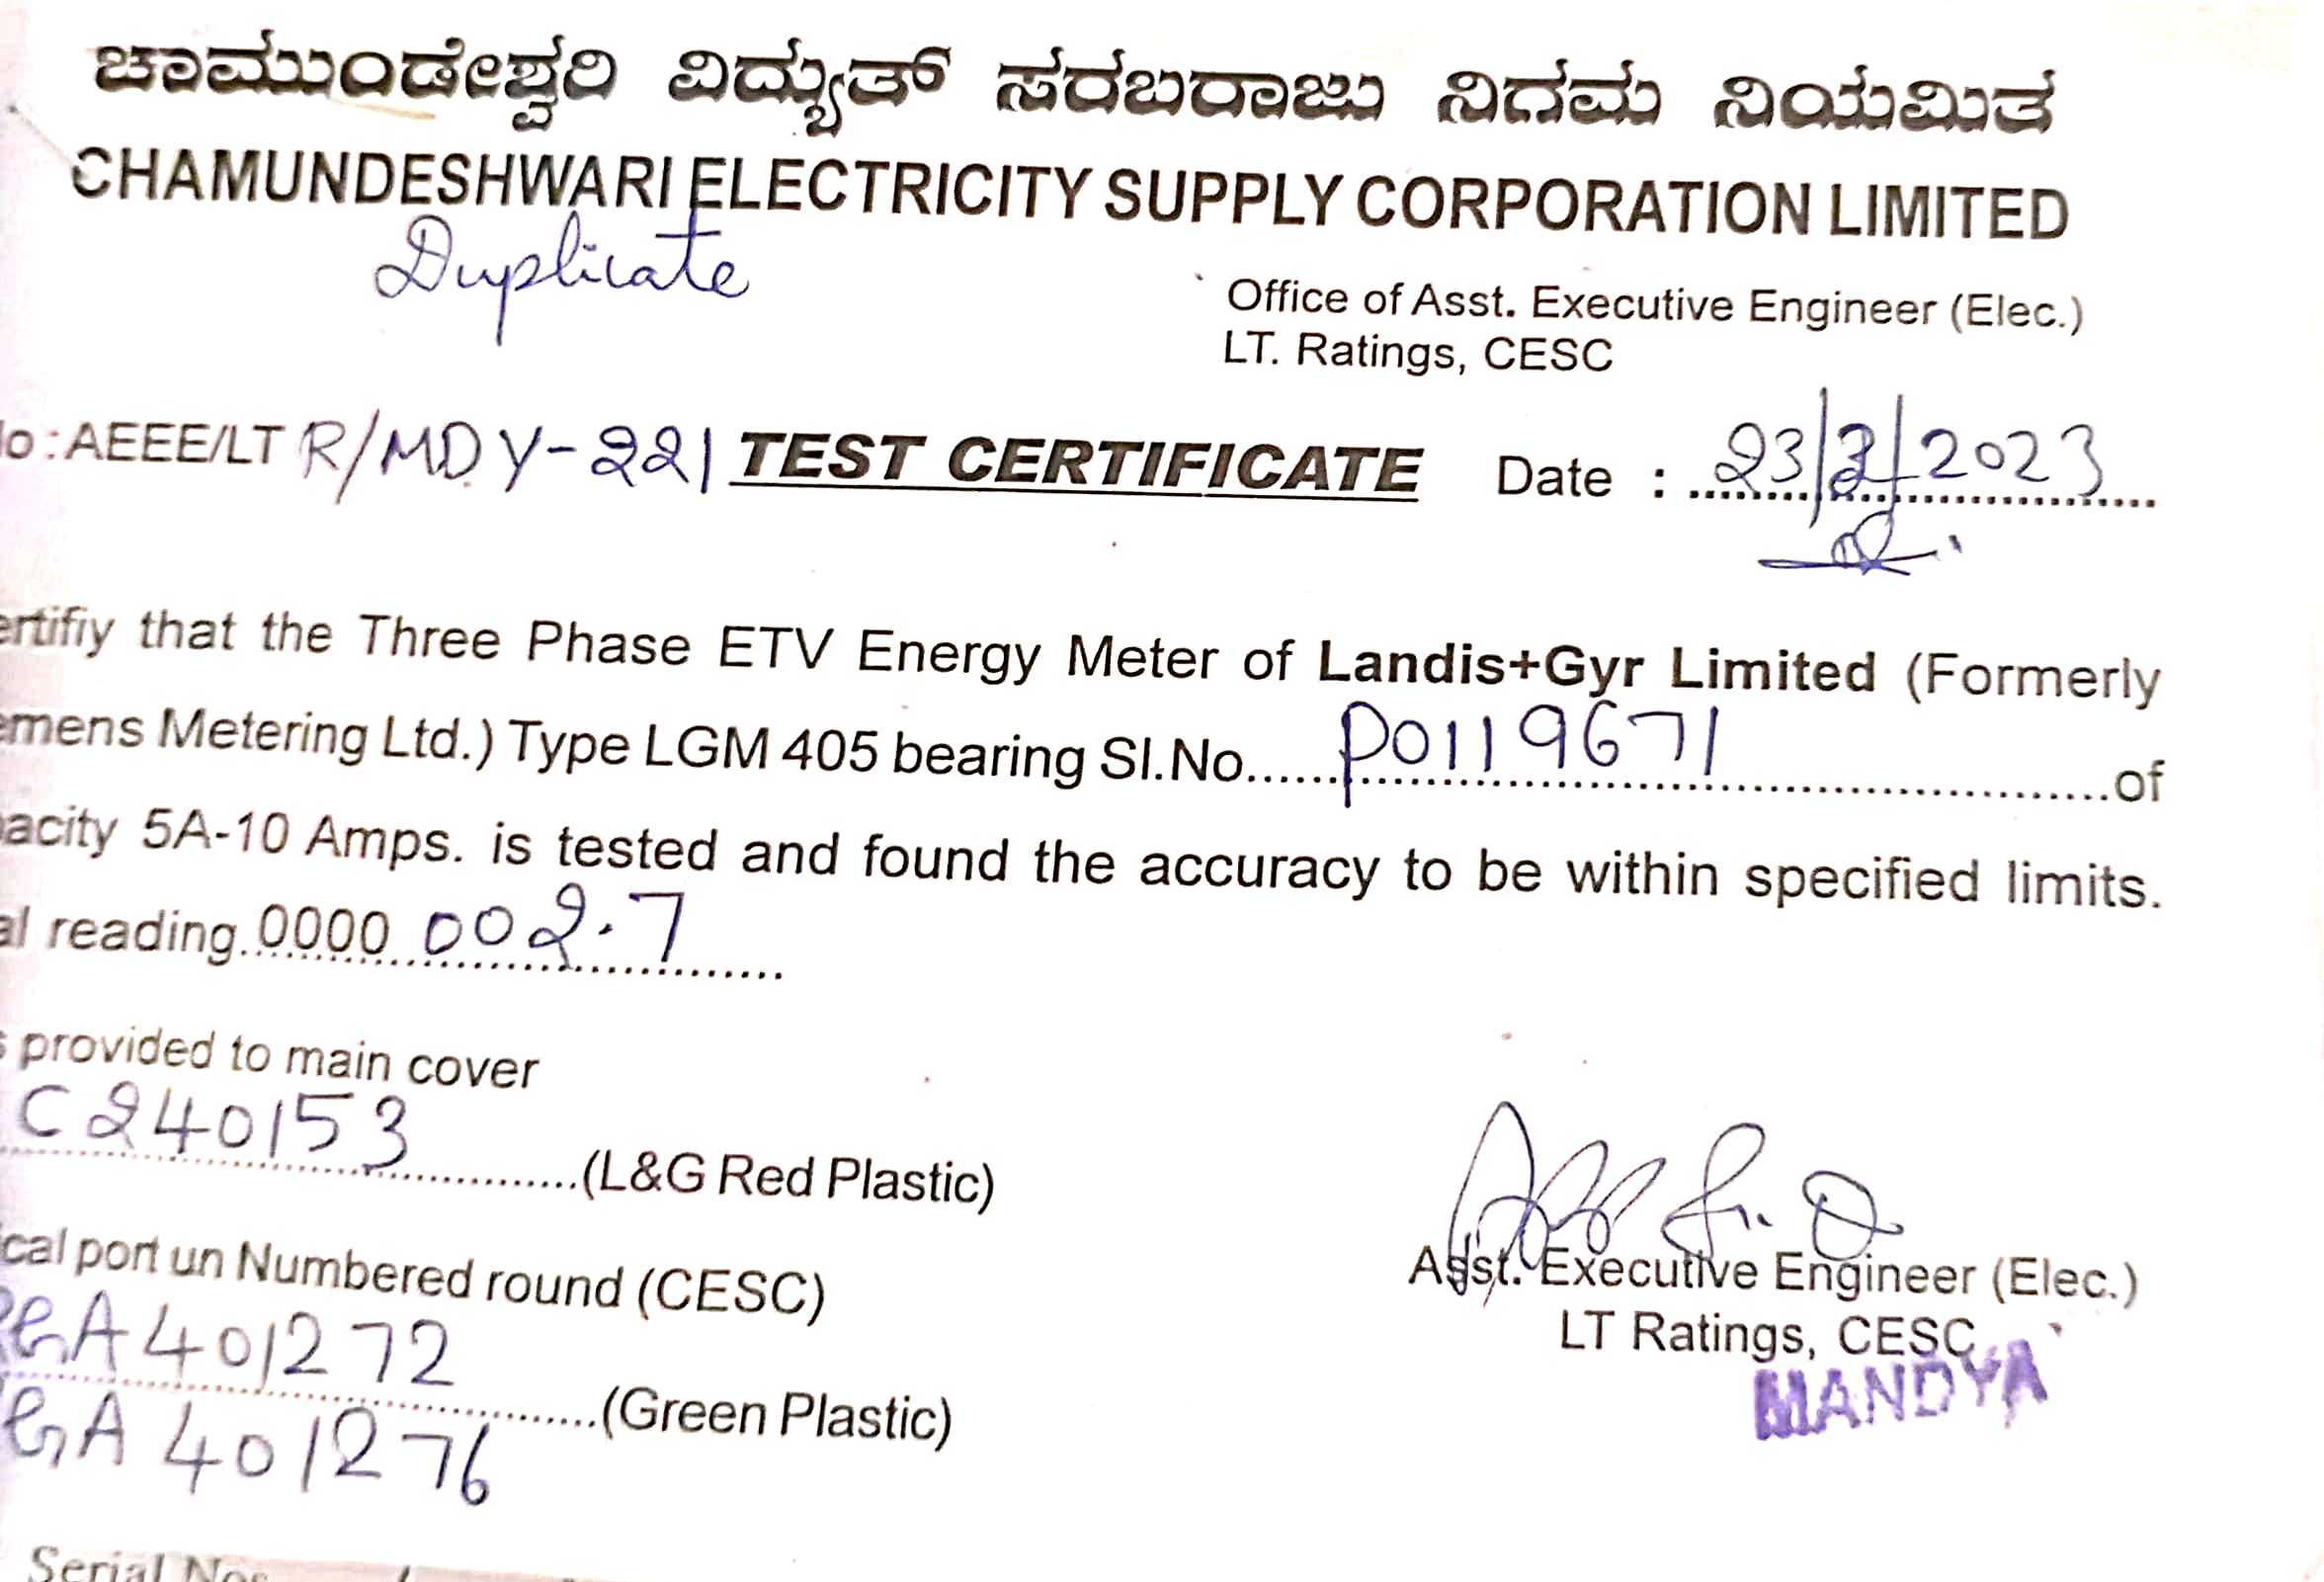 ಚಾಮುಂಡೇಶ್ವರಿ ವಿದ್ಯುತ್ ಸರಬರಾಜು ನಿಗಮ ನಿಯಮಿತ
CHAMUNDESHWARI ELECTRICITY SUPPLY CORPORATION LIMITED
Duplicate
Office of Asst. Executive Engineer (Elec.)
LT. Ratings, CESC
lo : AEEE/LT R/MDY-221 TEST CERTIFICATE Date : 23/2/2023
ertifiy that the Three Phase ETV Energy Meter of Landis+Gyr Limited (Formerly
emens Metering Ltd.) Type LGM 405 bearing Sl.No......P0119671......of
acity 5A-10 Amps. is tested and found the accuracy to be within specified limits.
al reading..0000 002.7......
s provided to main cover
C240153......(L&G Red Plastic)
cal port un Numbered round (CESC)
GA401272
......(Green Plastic)
GA401276
Asst. Executive Engineer (Elec.)
LT Ratings, CESC
MANDYA
Serial Nos